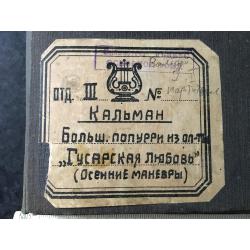 отд. III №
Кальман
Больш. попурри из оп-ты
„Гусарская любовь"
(Осенние маневры)